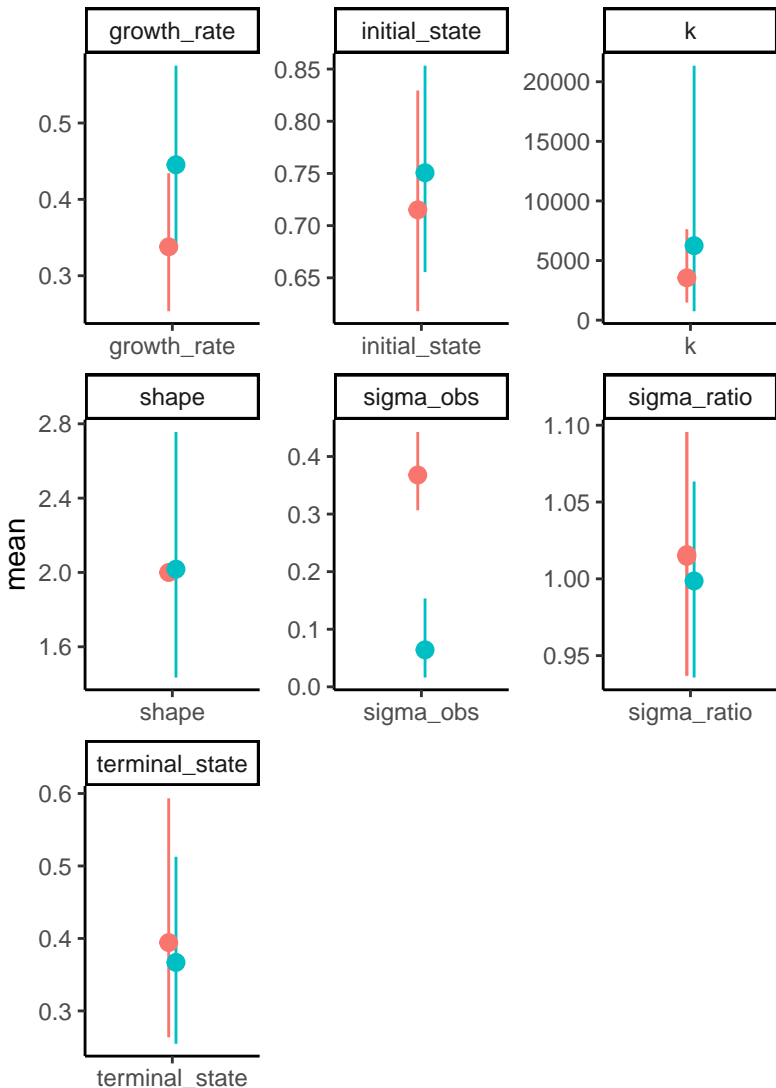 growth_rate
initial_state
k
0.5
0.4
0.3
0.85
0.80
0.75
0.70
0.65
20000
15000
10000
5000
0
growth_rate
initial_state
k
shape
sigma_obs
sigma_ratio
2.8
2.4
2.0
1.6
0.4
0.3
0.2
0.1
0.0
1.10
1.05
1.00
0.95
mean
shape
sigma_obs
sigma_ratio
terminal_state
0.6
0.5
0.4
0.3
terminal_state